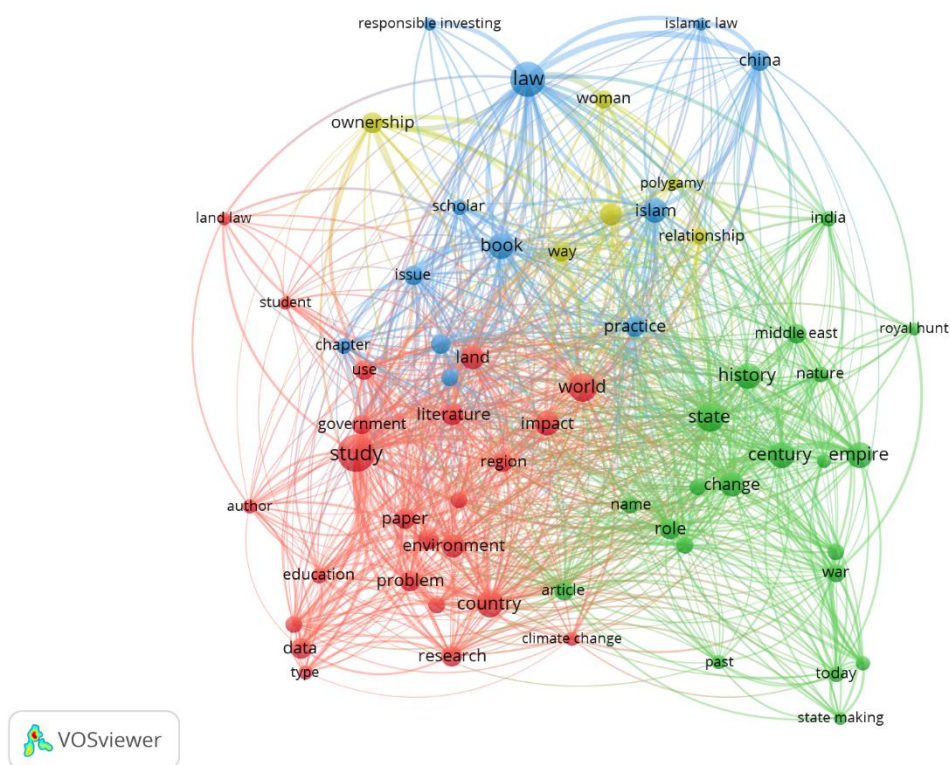 responsible investing
islamic law
law
china
woman
ownership
polygamy
scholar
islam
land law
india
book
relationship
way
issue
student
practice
middle east
royal hunt
chapter
land
use
history
nature
world
literature
state
government
impact
study
century
empire
region
change
author
name
paper
role
environment
war
education
problem
article
country
climate change
data
research
past
type
today
state making
VOSviewer